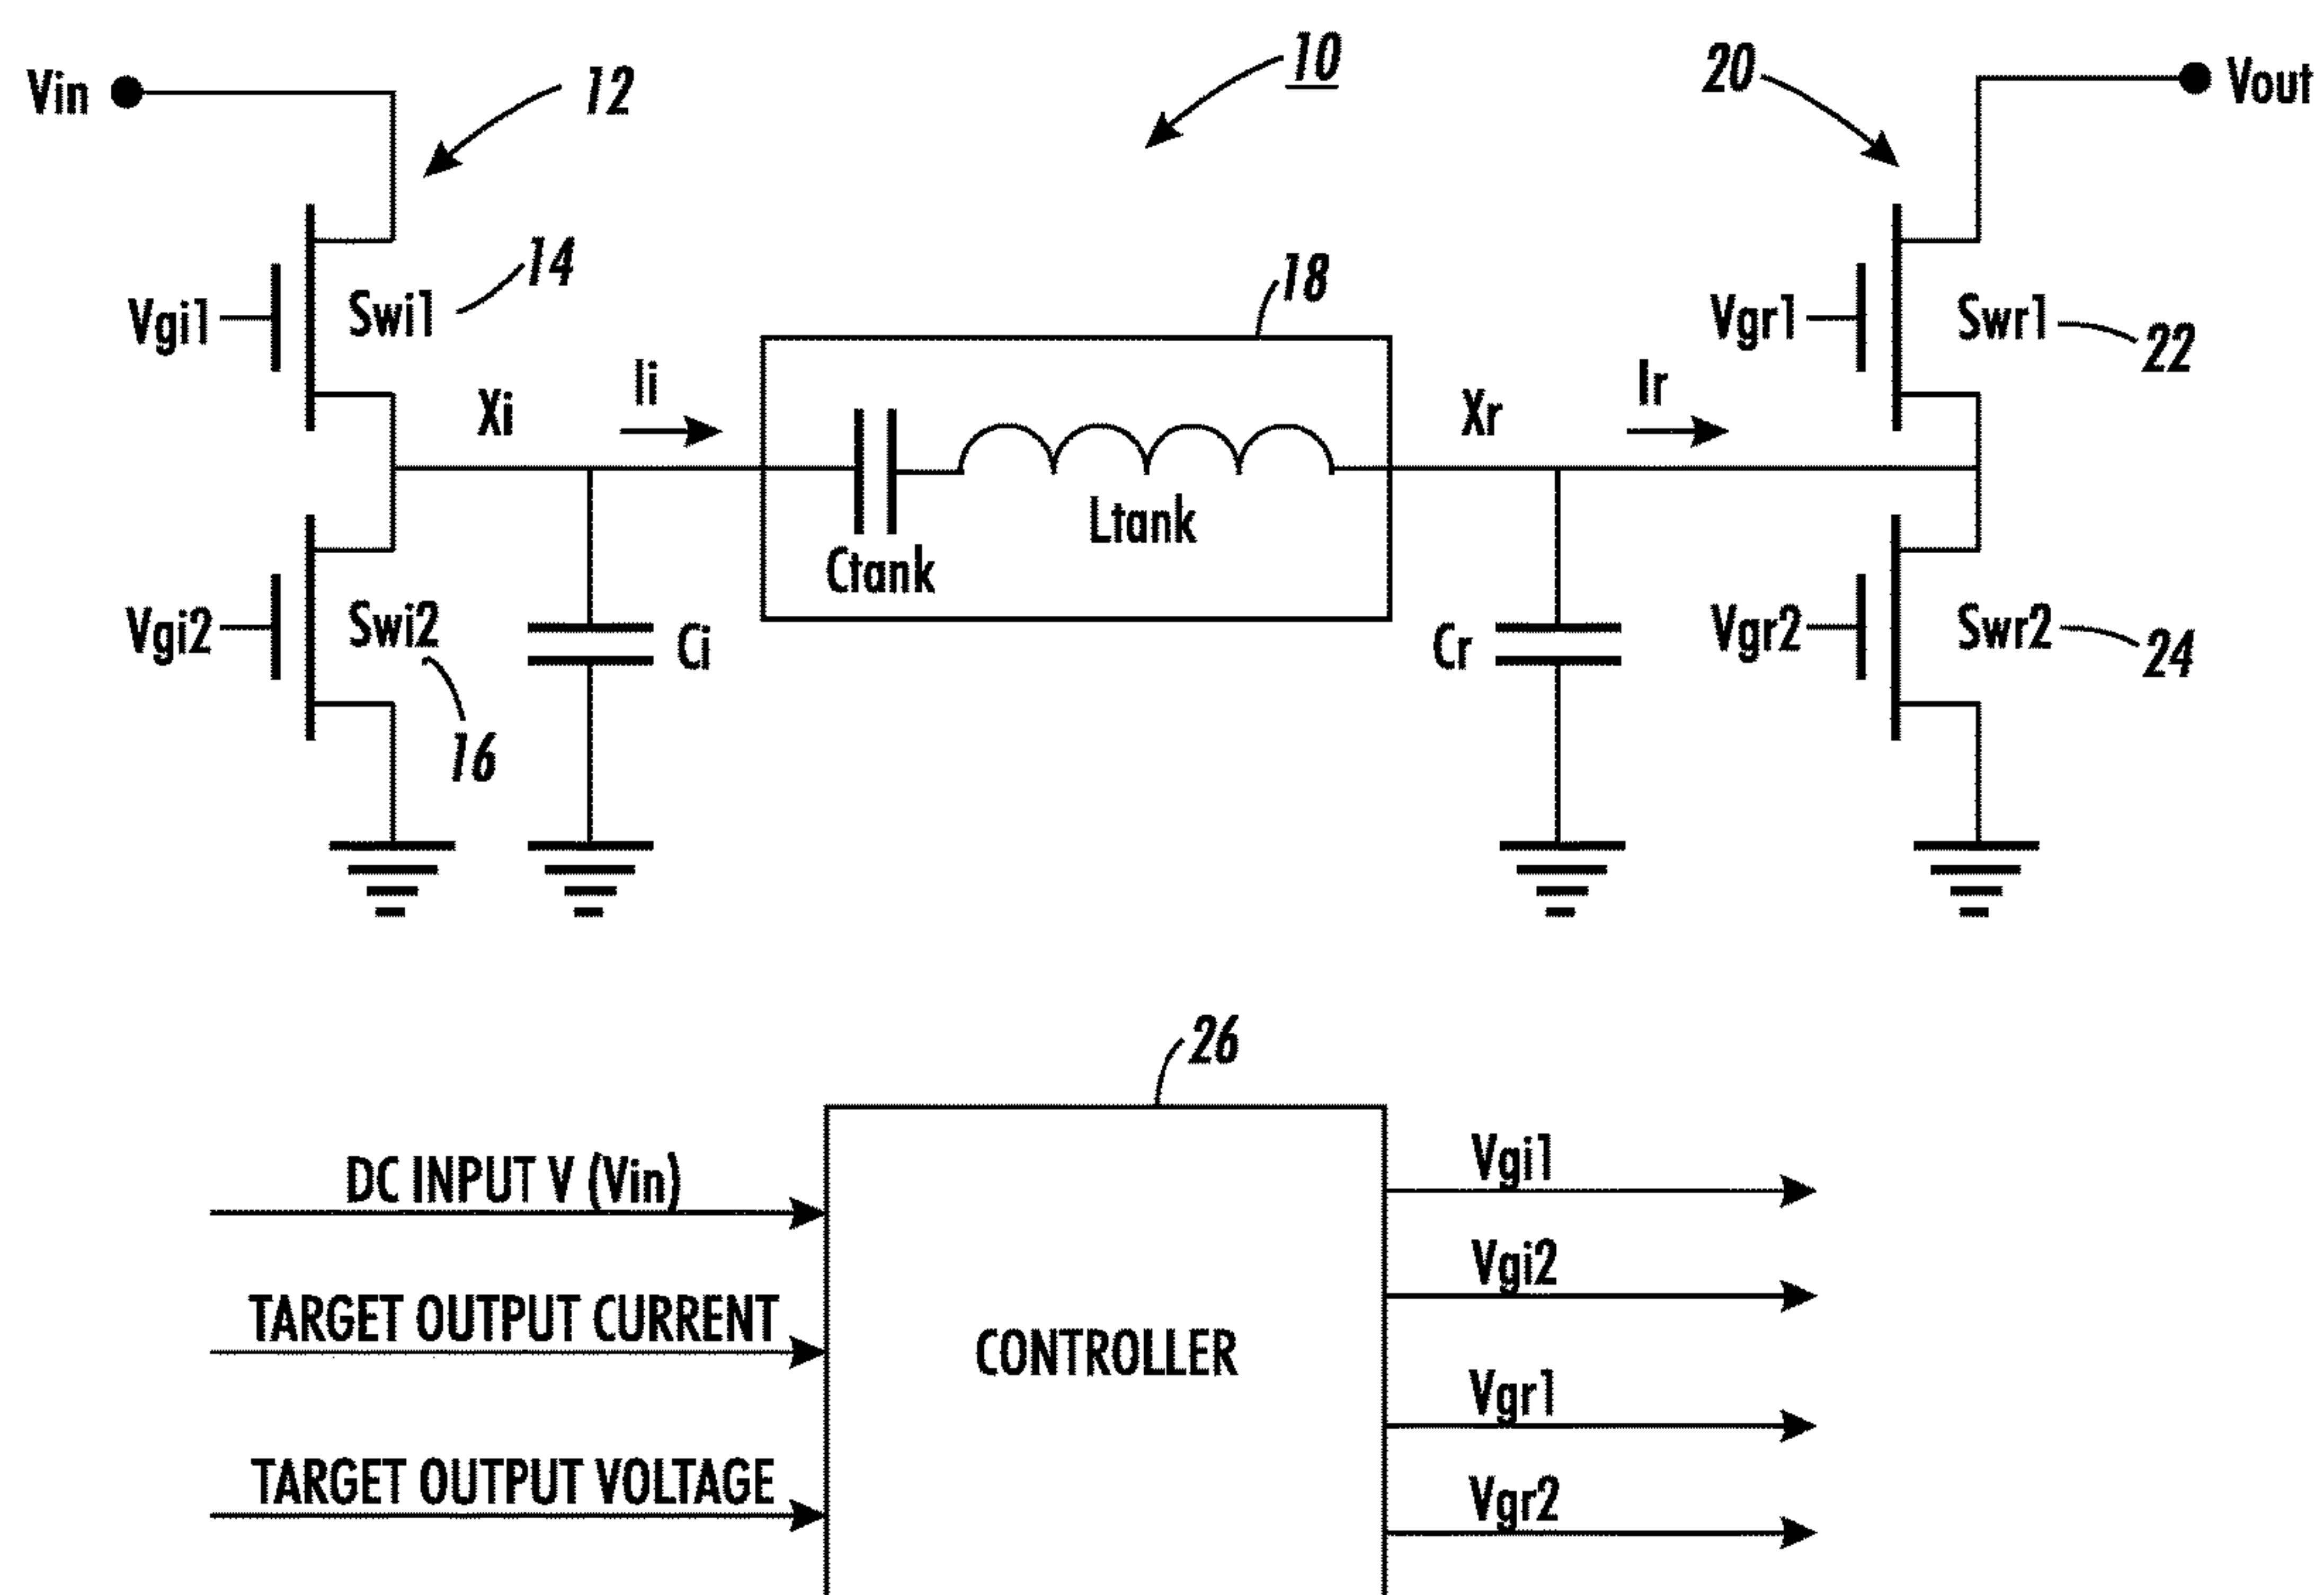 Vin
12
10
20
Vout
Vgi1
Swi1
14
18
Vgr1
Swr1
22
Xi
Ii
Xr
Ir
Ctank
Ltank
Vgi2
Swi2
16
Ci
Cr
Vgr2
Swr2
24
26
DC INPUT V (Vin)
TARGET OUTPUT CURRENT
TARGET OUTPUT VOLTAGE
CONTROLLER
Vgi1
Vgi2
Vgr1
Vgr2